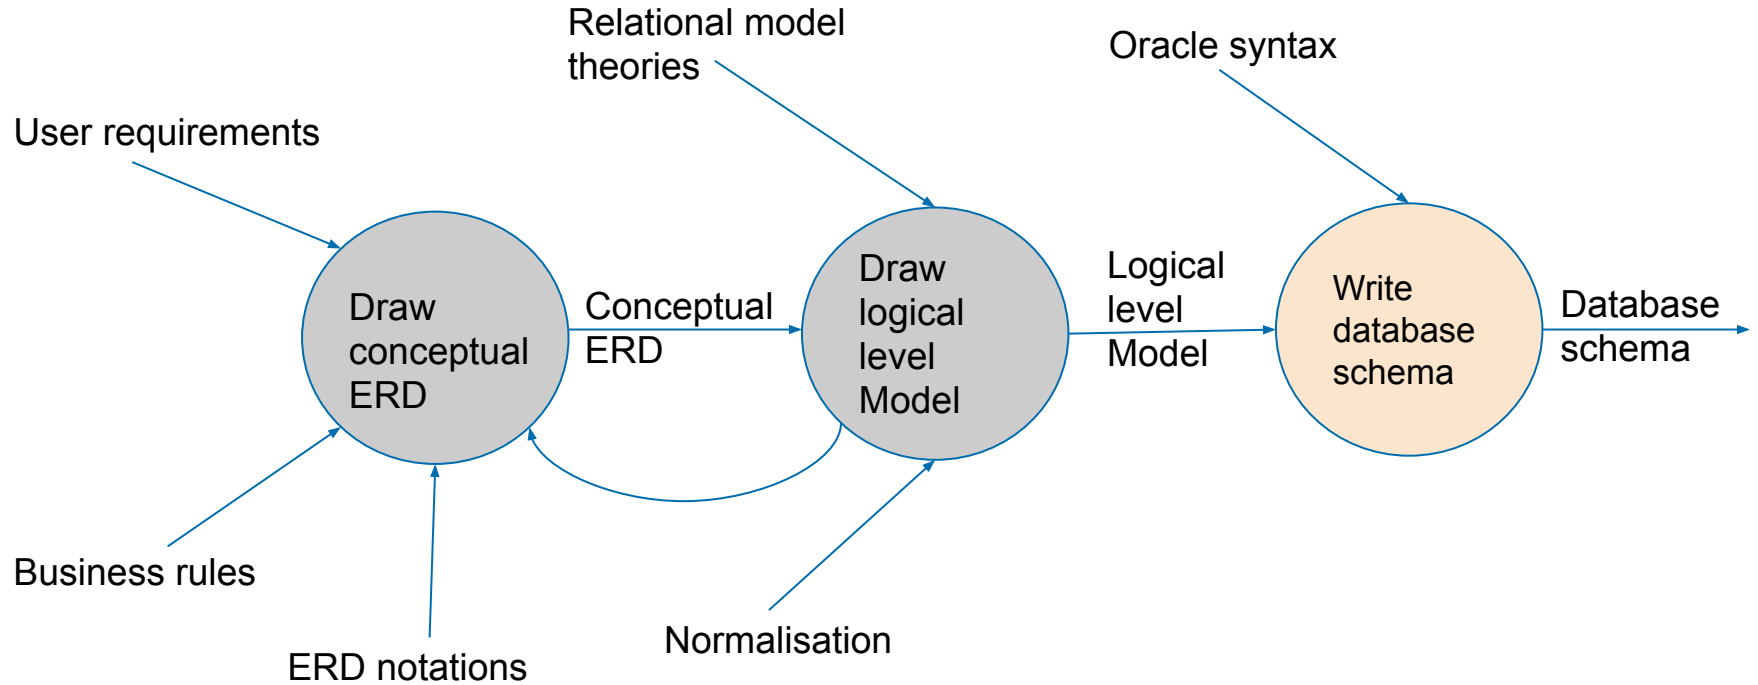 Relational model
theories
Oracle syntax
User requirements
Draw
conceptual
ERD
Conceptual
ERD
Draw
logical
level
Model
Logical
level
Model
Write
database
schema
Database
schema
Business rules
ERD notations
Normalisation